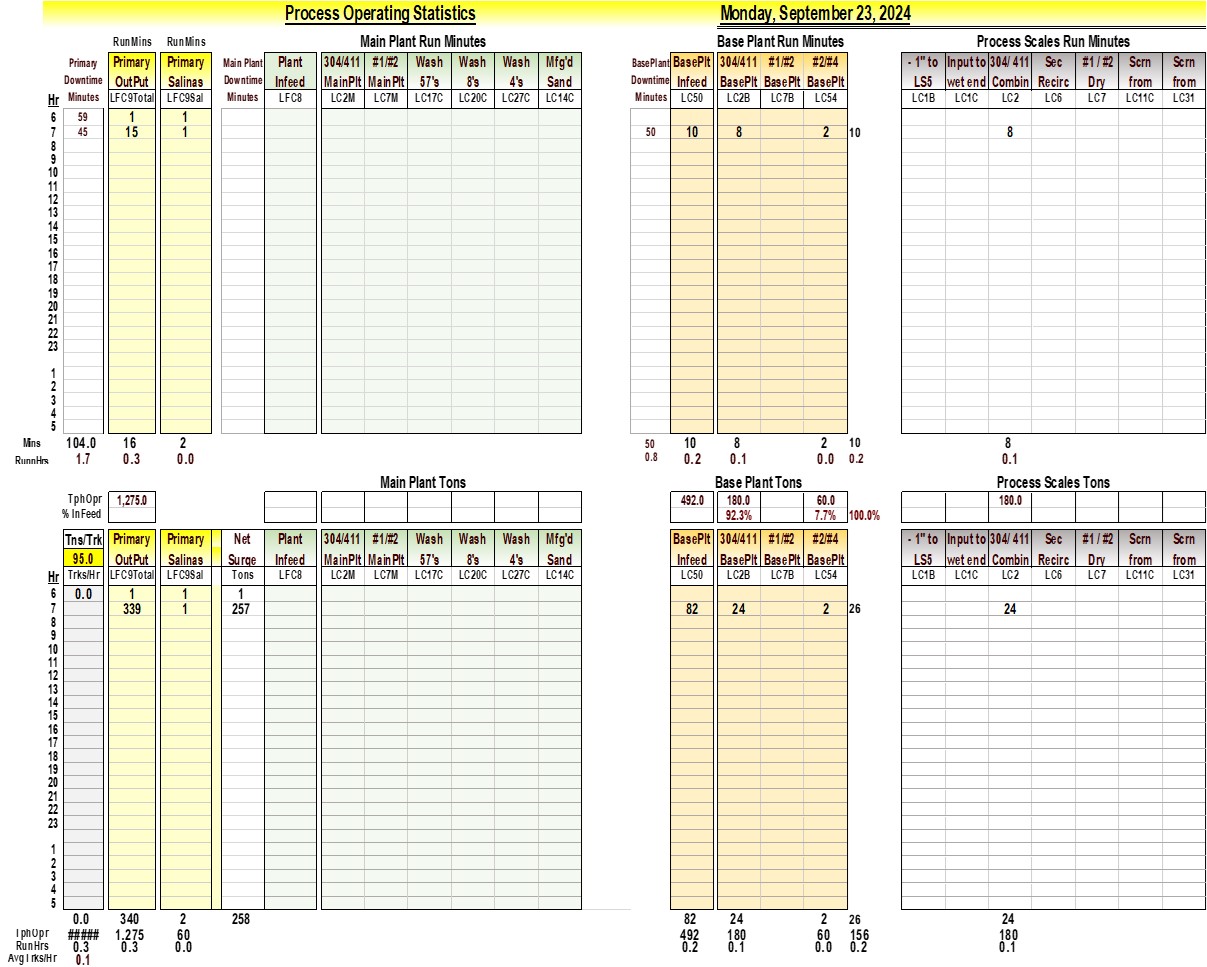 Process Operating Statistics Monday, September 23, 2024
RunMins RunMins Main Plant Run Minutes Base Plant Run Minutes Process Scales Run Minutes
Primary Primary Primary Main Plant Plant 304/411 #1/#2 Wash Wash Wash Mfg'd BasePlant BasePlt 304/411 #1/#2 #2/#4 - 1" to Input to 304/ 411 Sec #1 / #2 Scrn Scrn
Downtime OutPut Salinas Downtime Infeed MainPlt MainPlt 57's 8's 4's Sand Downtime Infeed BasePlt BasePlt BasePlt LS5 wet end Combin Recirc Dry from from
Hr Minutes LFC9Total LFC9Sal Minutes LFC8 LC2M LC7M LC17C LC20C LC27C LC14C Minutes LC50 LC2B LC7B LC54 LC1B LC1C LC2 LC6 LC7 LC11C LC31
6 59 1 1
7 45 15 1 50 10 8 2 10 8
8
9
10
11
12
13
14
15
16
17
18
19
20
21
22
23
1
2
3
4
5
Mins 104.0 16 2 50 10 8 2 10 8
RunnHrs 1.7 0.3 0.0 0.8 0.2 0.1 0.0 0.2 0.1
Main Plant Tons Base Plant Tons Process Scales Tons
TphOpr 1,275.0 492.0 180.0 60.0 180.0
% InFeed 92.3% 7.7% 100.0%
Tns/Trk Primary Primary Net Plant 304/411 #1/#2 Wash Wash Wash Mfg'd BasePlt 304/411 #1/#2 #2/#4 - 1" to Input to 304/ 411 Sec #1 / #2 Scrn Scrn
95.0 OutPut Salinas Surge Infeed MainPlt MainPlt 57's 8's 4's Sand Infeed BasePlt BasePlt BasePlt LS5 wet end Combin Recirc Dry from from
Hr Trks/Hr LFC9Total LFC9Sal Tons LFC8 LC2M LC7M LC17C LC20C LC27C LC14C LC50 LC2B LC7B LC54 LC1B LC1C LC2 LC6 LC7 LC11C LC31
6 0.0 1 1 1
7 339 1 257 82 24 2 26 24
8
9
10
11
12
13
14
15
16
17
18
19
20
21
22
23
1
2
3
4
5
0.0 340 2 258 82 24 2 26 24
TphOpr ##### 1,275 60 492 180 60 156 180
RunHrs 0.3 0.3 0.0 0.2 0.1 0.0 0.2 0.1
AvgTrks/Hr 0.1